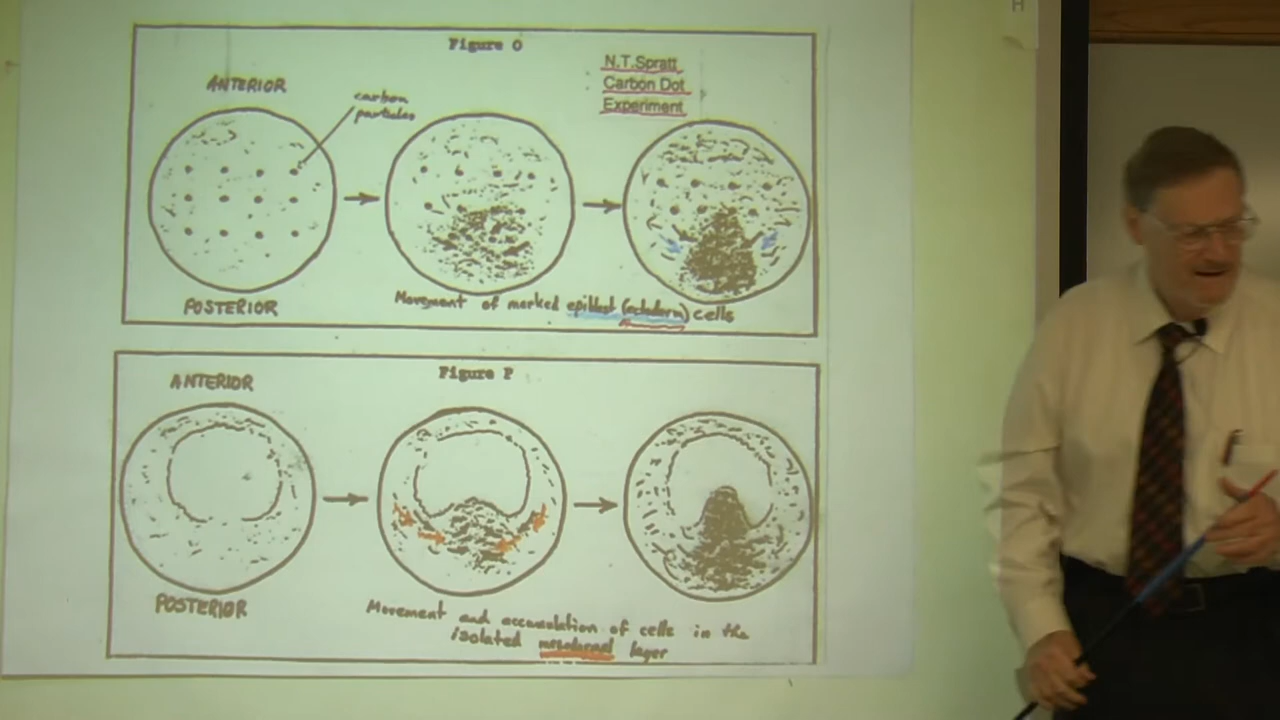 Figure O
N.T.Spratt
Carbon Dot
Experiment
ANTERIOR
carbon
particles
POSTERIOR
Movement of marked epiblast (ectoderm) cells
Figure P
ANTERIOR
POSTERIOR
Movement and accumulation of cells in the
isolated mesodermal layer
H